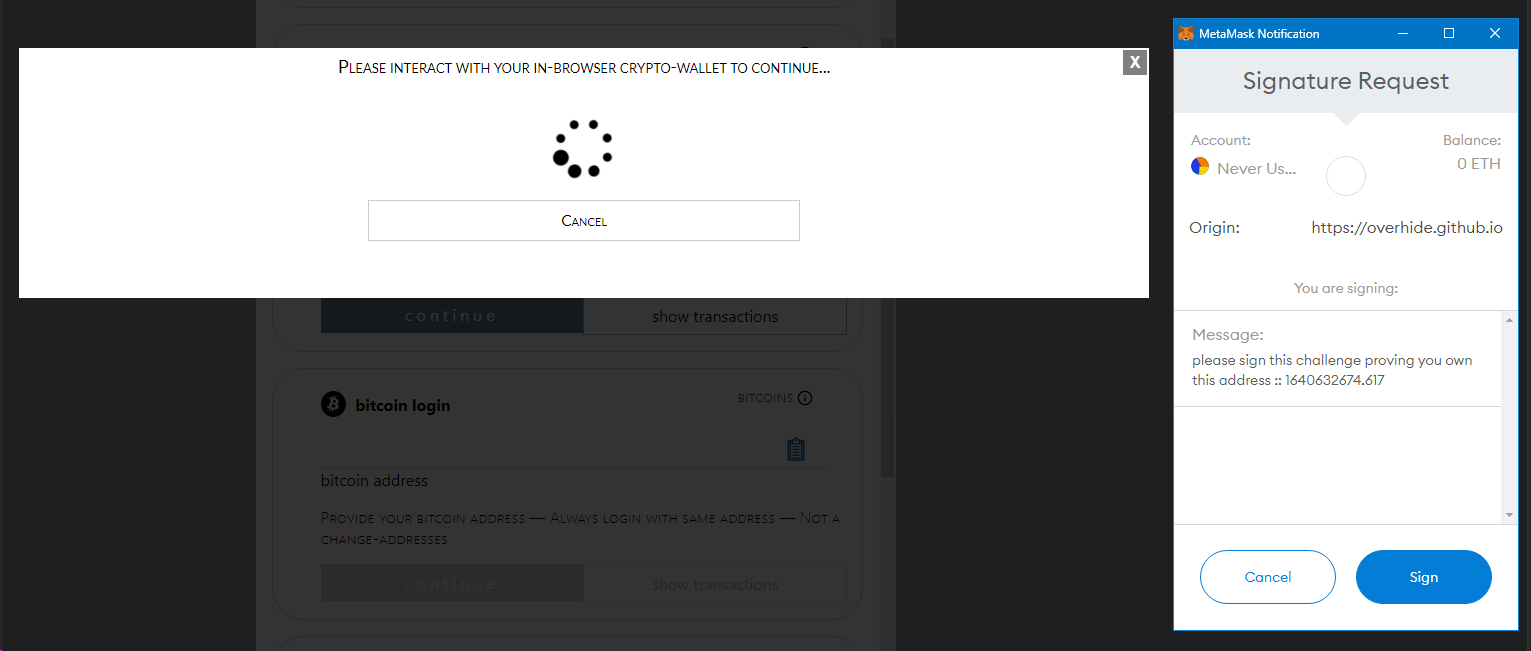 Please interact with your in-browser crypto-wallet to continue...
X
Cancel
continue
show transactions
bitcoin login
BITCOINS
bitcoin address
Provide your bitcoin address — Always login with same address — Not a
change-addresses
continue
show transactions
MetaMask Notification
Signature Request
Account:
Balance:
Never Us...
0 ETH
Origin:
https://overhide.github.io
You are signing:
Message:
please sign this challenge proving you own
this address :: 1640632674.617
Cancel
Sign